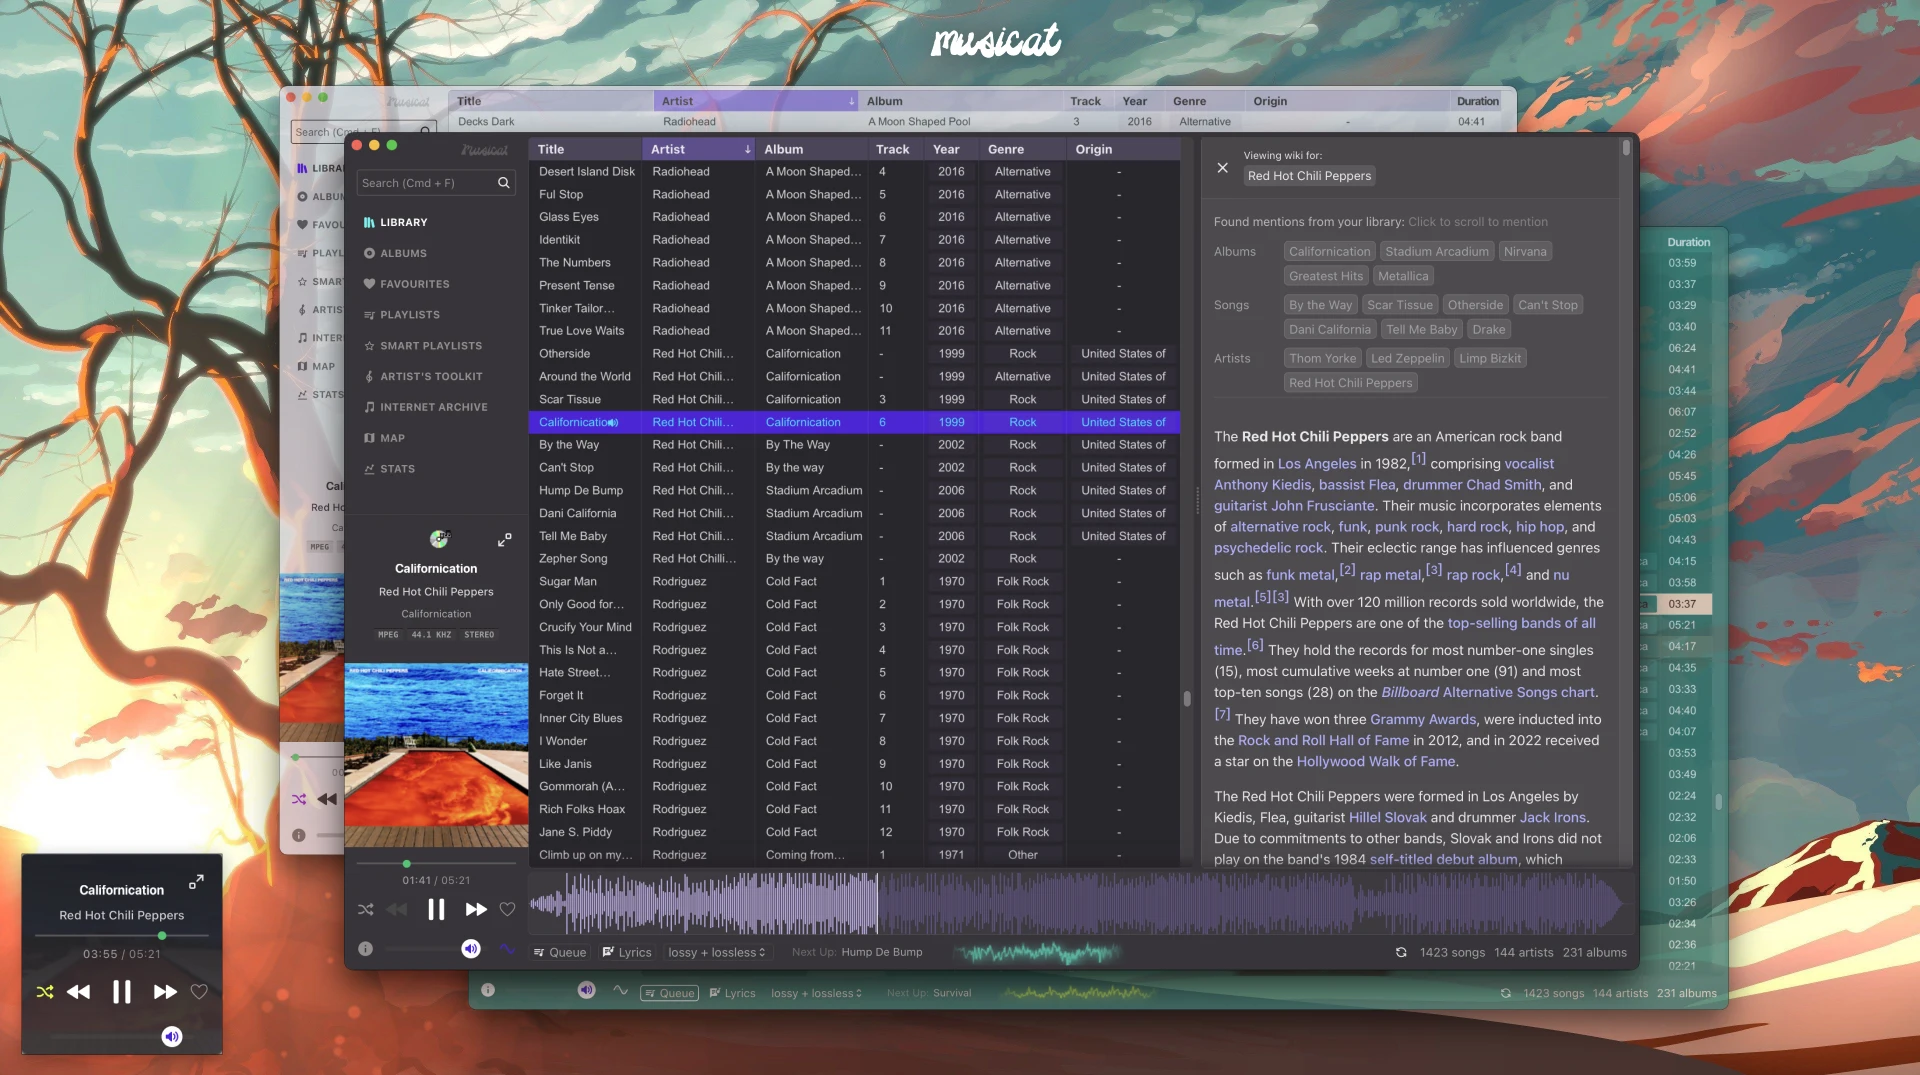 musicat
Title Artist ↓ Album Track Year Genre Origin Duration
Decks Dark Radiohead A Moon Shaped Pool 3 2016 Alternative - 04:41
Search (Cmd + F)
Musicat
Search (Cmd + F)
LIBRARY
ALBUMS
FAVOURITES
PLAYLISTS
SMART PLAYLISTS
ARTIST'S TOOLKIT
INTERNET ARCHIVE
MAP
STATS
Californication
Red Hot Chili Peppers
Californication
MPEG 44.1 KHZ STEREO
RED HOT CHILI PEPPERS CALIFORNICATION
01:41 / 05:21
Title Artist ↓ Album Track Year Genre Origin
Desert Island Disk Radiohead A Moon Shaped... 4 2016 Alternative -
Ful Stop Radiohead A Moon Shaped... 5 2016 Alternative -
Glass Eyes Radiohead A Moon Shaped... 6 2016 Alternative -
Identikit Radiohead A Moon Shaped... 7 2016 Alternative -
The Numbers Radiohead A Moon Shaped... 8 2016 Alternative -
Present Tense Radiohead A Moon Shaped... 9 2016 Alternative -
Tinker Tailor... Radiohead A Moon Shaped... 10 2016 Alternative -
True Love Waits Radiohead A Moon Shaped... 11 2016 Alternative -
Otherside Red Hot Chili... Californication - 1999 Rock United States of
Around the World Red Hot Chili... Californication - 1999 Alternative United States of
Scar Tissue Red Hot Chili... Californication 3 1999 Rock United States of
Californication Red Hot Chili... Californication 6 1999 Rock United States of
By the Way Red Hot Chili... By The Way - 2002 Rock United States of
Can't Stop Red Hot Chili... By the way - 2002 Rock United States of
Hump De Bump Red Hot Chili... Stadium Arcadium - 2006 Rock United States of
Dani California Red Hot Chili... Stadium Arcadium - 2006 Rock United States of
Tell Me Baby Red Hot Chili... Stadium Arcadium - 2006 Rock United States of
Zepher Song Red Hot Chilli... By the way - 2002 Rock -
Sugar Man Rodriguez Cold Fact 1 1970 Folk Rock -
Only Good for... Rodriguez Cold Fact 2 1970 Folk Rock -
Crucify Your Mind Rodriguez Cold Fact 3 1970 Folk Rock -
This Is Not a... Rodriguez Cold Fact 4 1970 Folk Rock -
Hate Street... Rodriguez Cold Fact 5 1970 Folk Rock -
Forget It Rodriguez Cold Fact 6 1970 Folk Rock -
Inner City Blues Rodriguez Cold Fact 7 1970 Folk Rock -
I Wonder Rodriguez Cold Fact 8 1970 Folk Rock -
Like Janis Rodriguez Cold Fact 9 1970 Folk Rock -
Gommorah (A... Rodriguez Cold Fact 10 1970 Folk Rock -
Rich Folks Hoax Rodriguez Cold Fact 11 1970 Folk Rock -
Jane S. Piddy Rodriguez Cold Fact 12 1970 Folk Rock -
Climb up on my... Rodriguez Coming from... 1 1971 Other -
Viewing wiki for:
Red Hot Chili Peppers
Found mentions from your library: Click to scroll to mention
Albums Californication Stadium Arcadium Nirvana
Greatest Hits Metallica
Songs By the Way Scar Tissue Otherside Can't Stop
Dani California Tell Me Baby Drake
Artists Thom Yorke Led Zeppelin Limp Bizkit
Red Hot Chili Peppers
The Red Hot Chili Peppers are an American rock band
formed in Los Angeles in 1982,[1] comprising vocalist
Anthony Kiedis, bassist Flea, drummer Chad Smith, and
guitarist John Frusciante. Their music incorporates elements
of alternative rock, funk, punk rock, hard rock, hip hop, and
psychedelic rock. Their eclectic range has influenced genres
such as funk metal,[2] rap metal,[3] rap rock,[4] and nu
metal.[5][3] With over 120 million records sold worldwide, the
Red Hot Chili Peppers are one of the top-selling bands of all
time.[6] They hold the records for most number-one singles
(15), most cumulative weeks at number one (91) and most
top-ten songs (28) on the Billboard Alternative Songs chart.
[7] They have won three Grammy Awards, were inducted into
the Rock and Roll Hall of Fame in 2012, and in 2022 received
a star on the Hollywood Walk of Fame.
The Red Hot Chili Peppers were formed in Los Angeles by
Kiedis, Flea, guitarist Hillel Slovak and drummer Jack Irons.
Due to commitments to other bands, Slovak and Irons did not
play on the band's 1984 self-titled debut album, which
Queue Lyrics lossy + lossless Next Up: Hump De Bump 1423 songs 144 artists 231 albums
Duration
03:59
03:37
03:29
03:40
06:24
04:41
03:44
06:07
02:52
04:26
05:45
05:06
05:03
04:43
04:15
03:58
03:37
05:21
04:17
04:35
03:33
04:40
04:07
03:53
03:49
02:24
02:32
02:06
02:33
01:50
03:26
02:34
02:36
02:21
Queue Lyrics lossy + lossless Next Up: Survival 1423 songs 144 artists 231 albums
Californication
Red Hot Chili Peppers
03:55 / 05:21